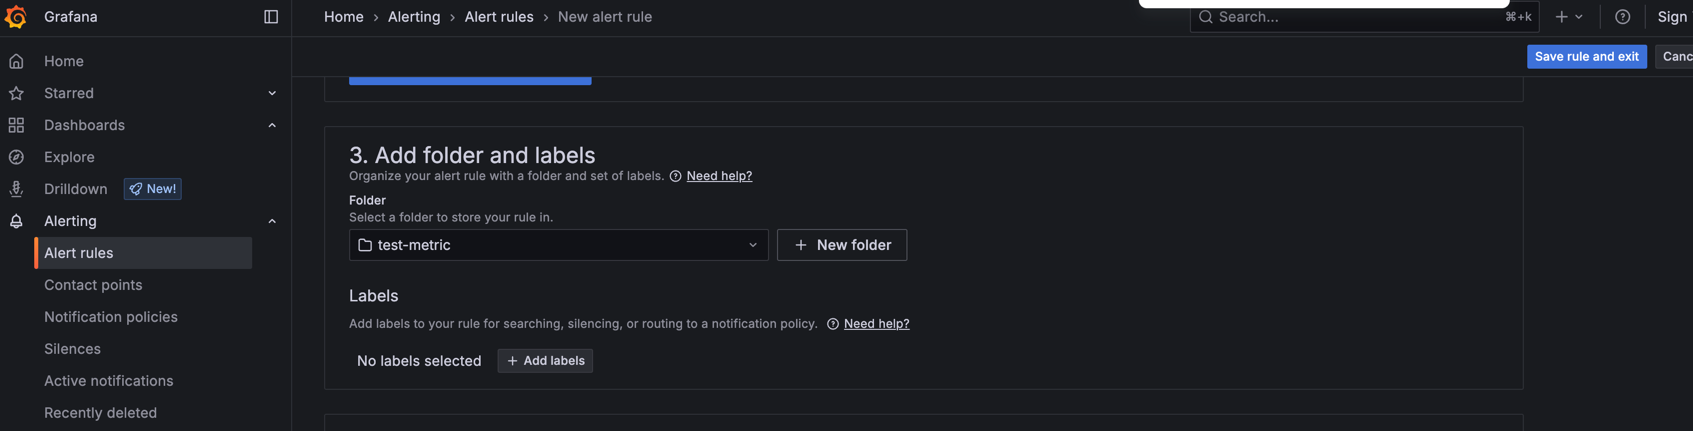 Grafana
Home › Alerting › Alert rules › New alert rule
Search...
⌘+k
Sign
Save rule and exit
Canc
Home
Starred
Dashboards
Explore
Drilldown
New!
Alerting
Alert rules
Contact points
Notification policies
Silences
Active notifications
Recently deleted
3. Add folder and labels
Organize your alert rule with a folder and set of labels. Need help?
Folder
Select a folder to store your rule in.
test-metric
+ New folder
Labels
Add labels to your rule for searching, silencing, or routing to a notification policy. Need help?
No labels selected
+ Add labels